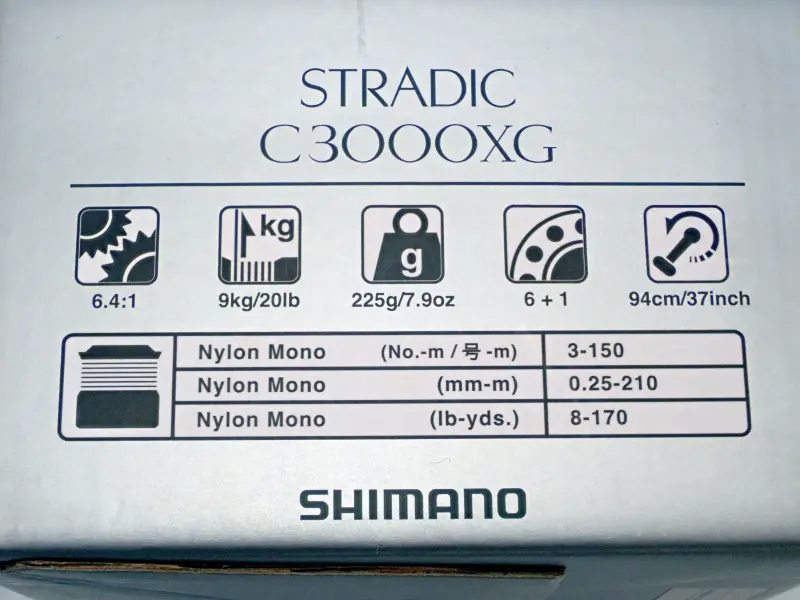 STRADIC
C3000XG
kg
g
6.4:1 9kg/20lb 225g/7.9oz 6 + 1 94cm/37inch
Nylon Mono (No.-m /号 -m) 3-150
Nylon Mono (mm-m) 0.25-210
Nylon Mono (lb-yds.) 8-170
SHIMANO